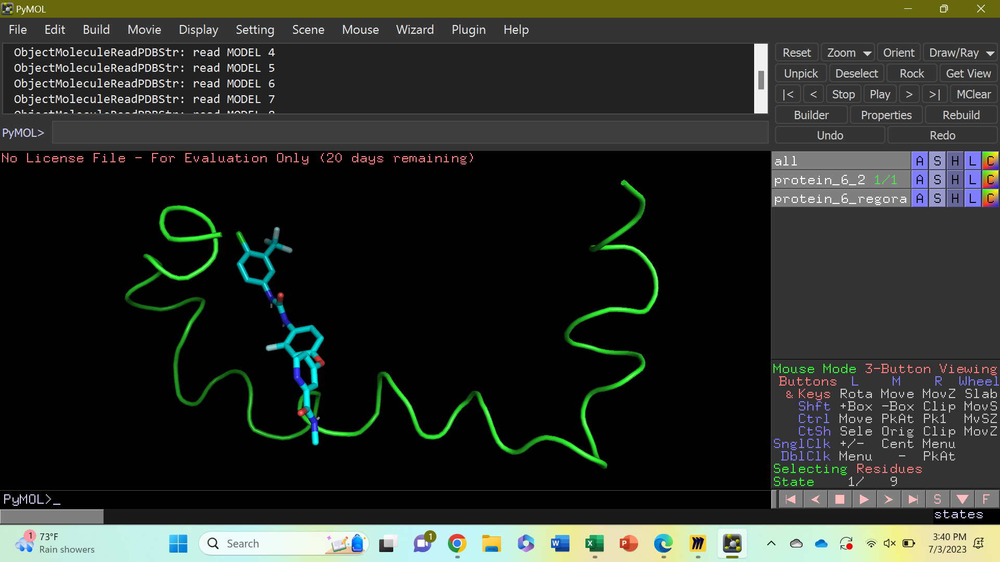 PyMOL
File Edit Build Movie Display Setting Scene Mouse Wizard Plugin Help
ObjectMoleculeReadPDBStr: read MODEL 4
ObjectMoleculeReadPDBStr: read MODEL 5
ObjectMoleculeReadPDBStr: read MODEL 6
ObjectMoleculeReadPDBStr: read MODEL 7
ObjectMoleculeReadPDBStr: read MODEL 8
PyMOL>
Reset Zoom Orient Draw/Ray
Unpick Deselect Rock Get View
|< < Stop Play > >| MClear
Builder Properties Rebuild
Undo Redo
No License File - For Evaluation Only (20 days remaining)
all A S H L C
protein_6_2 1/1 A S H L C
protein_6_regora A S H L C
Mouse Mode 3-Button Viewing
Buttons L M R Wheel
& Keys Rota Move MovZ Slab
Shft +Box -Box Clip MovS
Ctrl Move PkAt Pk1 MvSZ
CtSh Sele Orig Clip MovZ
SnglClk +/- Cent Menu
DblClk Menu - PkAt
Selecting Residues
State 1/ 9
PyMOL>_
S F
states
1 73°F
Rain showers
Search
1
W X P
3:40 PM
7/3/2023